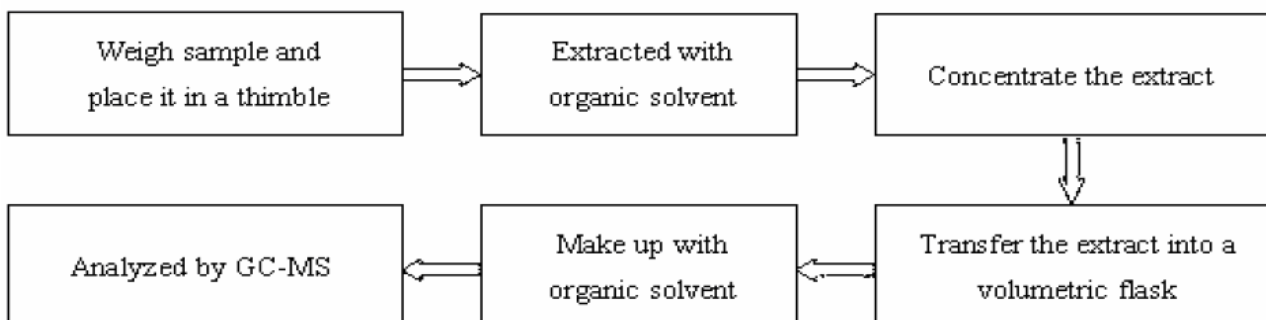 Weigh sample and
place it in a thimble
Extracted with
organic solvent
Concentrate the extract
Transfer the extract into a
volumetric flask
Make up with
organic solvent
Analyzed by GC-MS